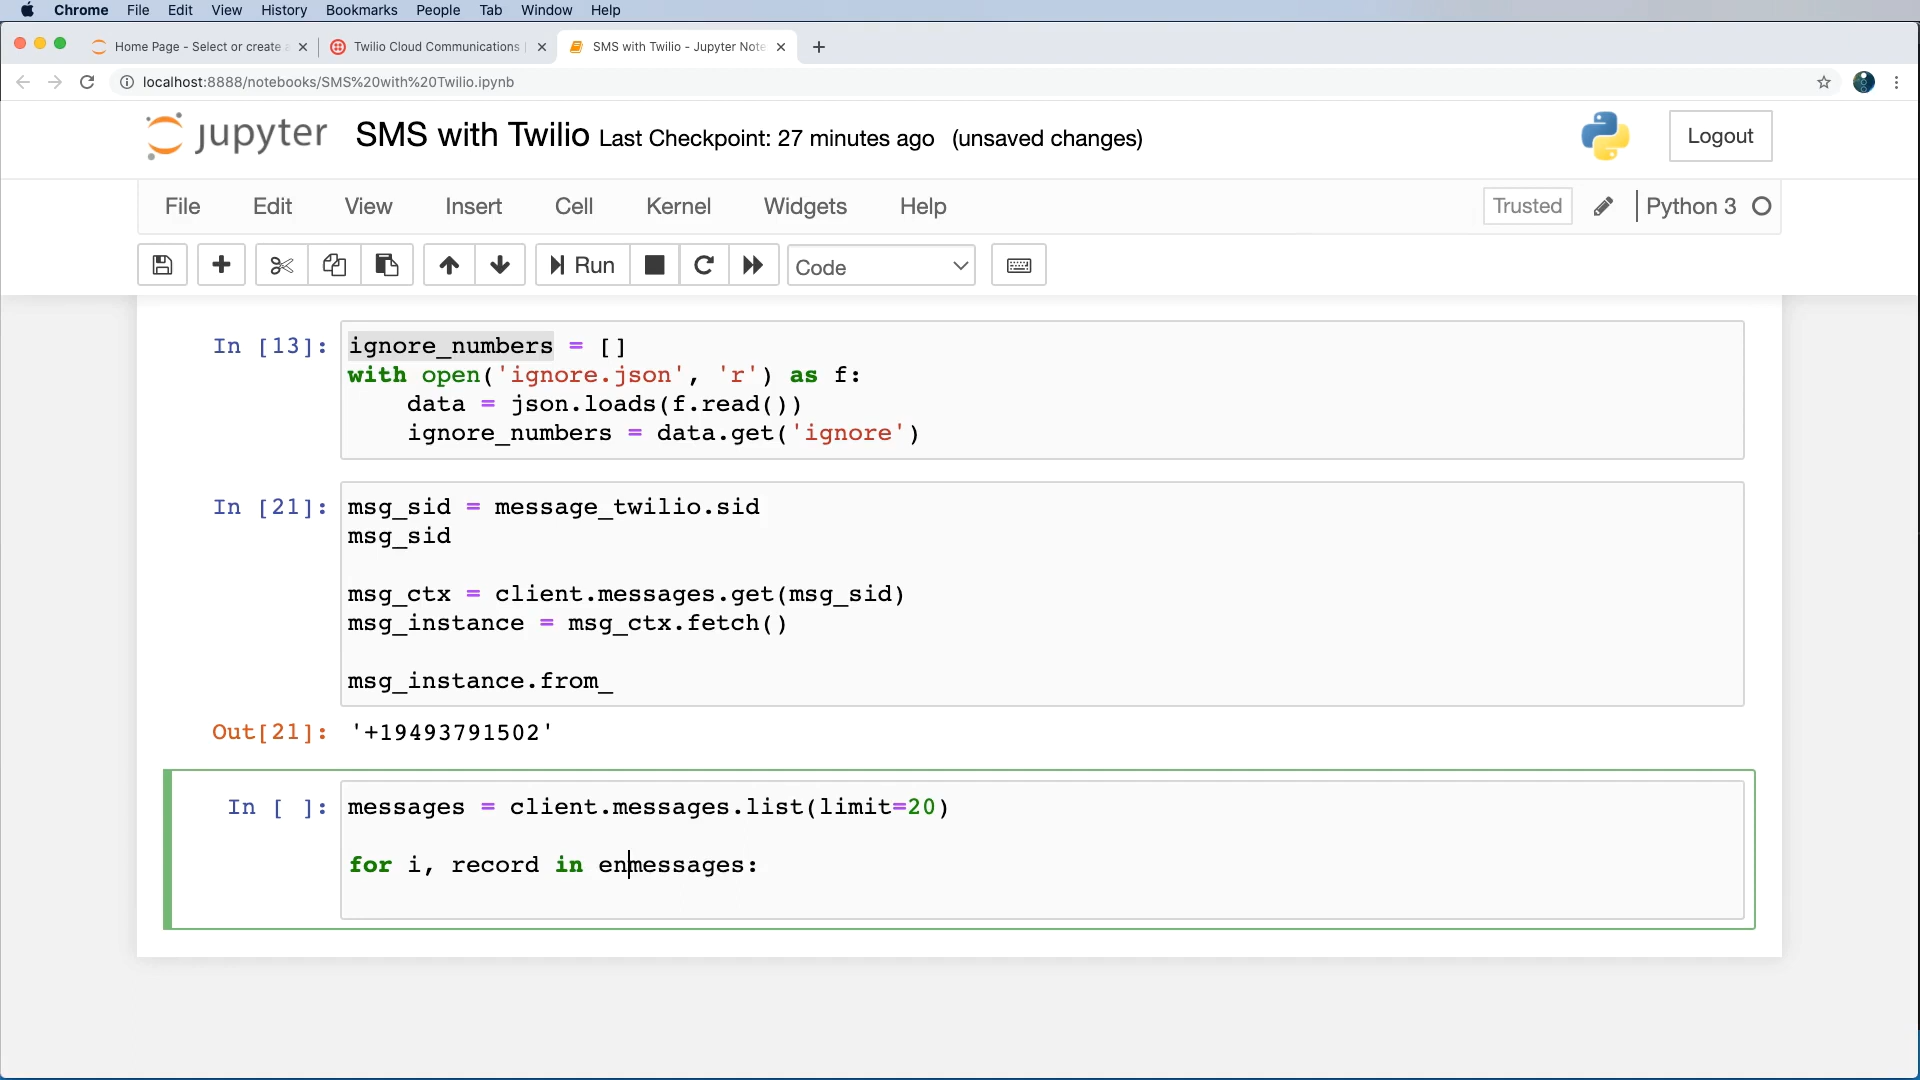 Chrome File Edit View History Bookmarks People Tab Window Help
Home Page - Select or create a
Twilio Cloud Communications |
SMS with Twilio - Jupyter Note
localhost:8888/notebooks/SMS%20with%20Twilio.ipynb
jupyter SMS with Twilio Last Checkpoint: 27 minutes ago (unsaved changes) Logout
File Edit View Insert Cell Kernel Widgets Help Trusted Python 3
Run Code
In [13]: ignore_numbers = []
with open('ignore.json', 'r') as f:
    data = json.loads(f.read())
    ignore_numbers = data.get('ignore')
In [21]: msg_sid = message_twilio.sid
msg_sid
msg_ctx = client.messages.get(msg_sid)
msg_instance = msg_ctx.fetch()
msg_instance.from_
Out[21]: '+19493791502'
In [ ]: messages = client.messages.list(limit=20)
for i, record in enmessages: